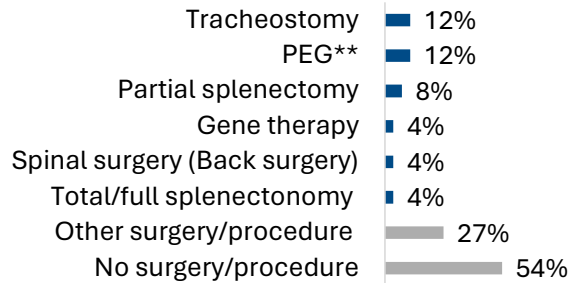 Tracheostomy 12%
PEG** 12%
Partial splenectomy 8%
Gene therapy 4%
Spinal surgery (Back surgery) 4%
Total/full splenectonomy 4%
Other surgery/procedure 27%
No surgery/procedure 54%